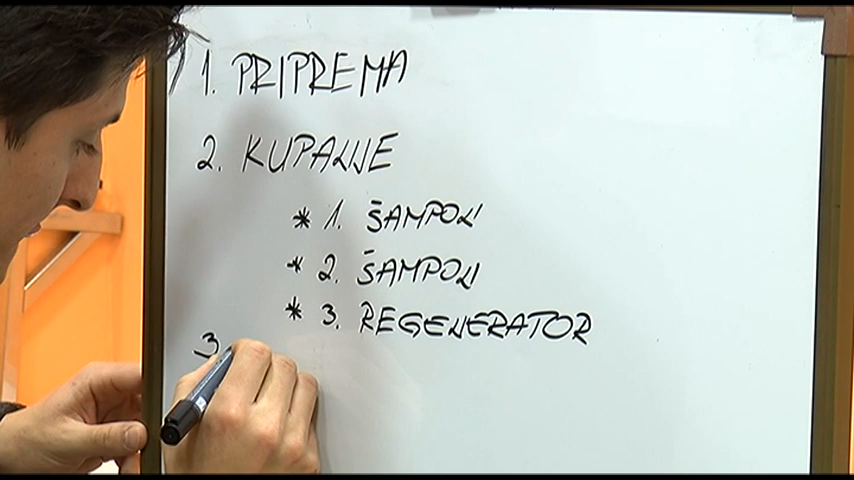 1. PRIPREMA
2. KUPANJE
* 1. ŠAMPON
* 2. ŠAMPON
* 3. REGENERATOR
3.